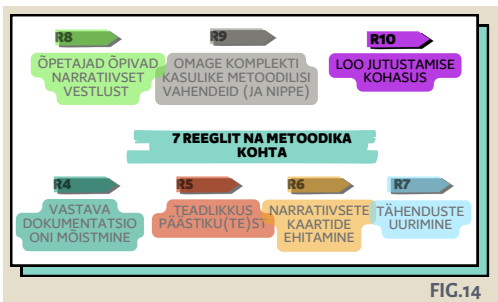 R8
ÕPETAJAD ÕPIVAD
NARRATIIVSET
VESTLUST
R9
OMAGE KOMPLEKTI
KASULIKE METOODILISI
VAHENDEID (JA NIPPE)
R10
LOO JUTUSTAMISE
KOHASUS
7 REEGLIT NA METOODIKA
KOHTA
R4
VASTAVA
DOKUMENTATSIO
ONI MÕISTMINE
R5
TEADLIKKUS
PÄÄSTIKU(TE)ST
R6
NARRATIIVSETE
KAARTIDE
EHITAMINE
R7
TÄHENDUSTE
UURIMINE
FIG.14